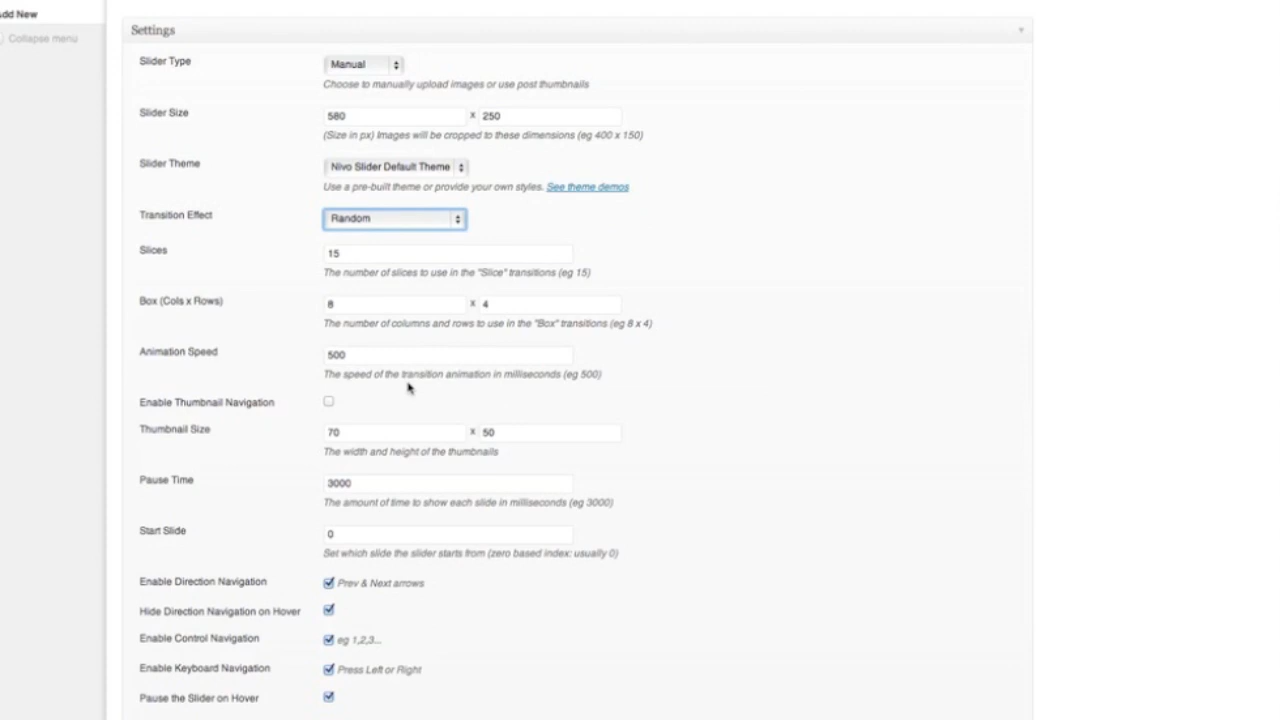 Add New
Collapse menu
Settings
Slider Type
Manual
Choose to manually upload images or use post thumbnails
Slider Size
580 x 250
(Size in px) Images will be cropped to these dimensions (eg 400 x 150)
Slider Theme
Nivo Slider Default Theme
Use a pre-built theme or provide your own styles. See theme demos
Transition Effect
Random
Slices
15
The number of slices to use in the "Slice" transitions (eg 15)
Box (Cols x Rows)
8 x 4
The number of columns and rows to use in the "Box" transitions (eg 8 x 4)
Animation Speed
500
The speed of the transition animation in milliseconds (eg 500)
Enable Thumbnail Navigation
Thumbnail Size
70 x 50
The width and height of the thumbnails
Pause Time
3000
The amount of time to show each slide in milliseconds (eg 3000)
Start Slide
0
Set which slide the slider starts from (zero based index: usually 0)
Enable Direction Navigation
Prev & Next arrows
Hide Direction Navigation on Hover
Enable Control Navigation
eg 1,2,3...
Enable Keyboard Navigation
Press Left or Right
Pause the Slider on Hover